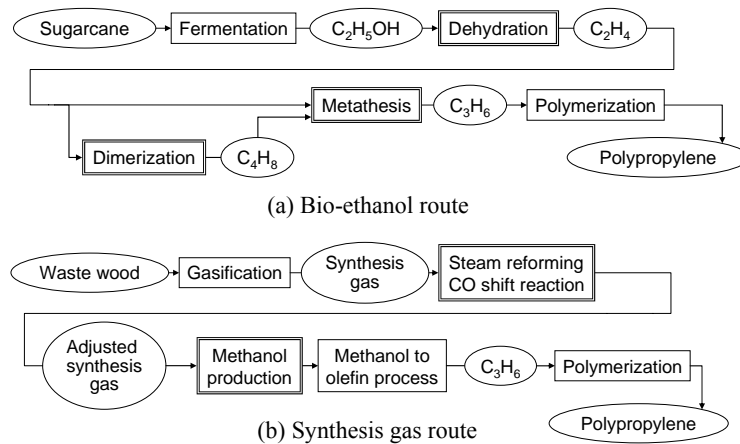 Sugarcane
Fermentation
C₂H₅OH
Dehydration
C₂H₄
Metathesis
C₃H₆
Polymerization
Dimerization
C₄H₈
Polypropylene
(a) Bio-ethanol route
Waste wood
Gasification
Synthesis
gas
Steam reforming
CO shift reaction
Adjusted
synthesis
gas
Methanol
production
Methanol to
olefin process
C₃H₆
Polymerization
Polypropylene
(b) Synthesis gas route